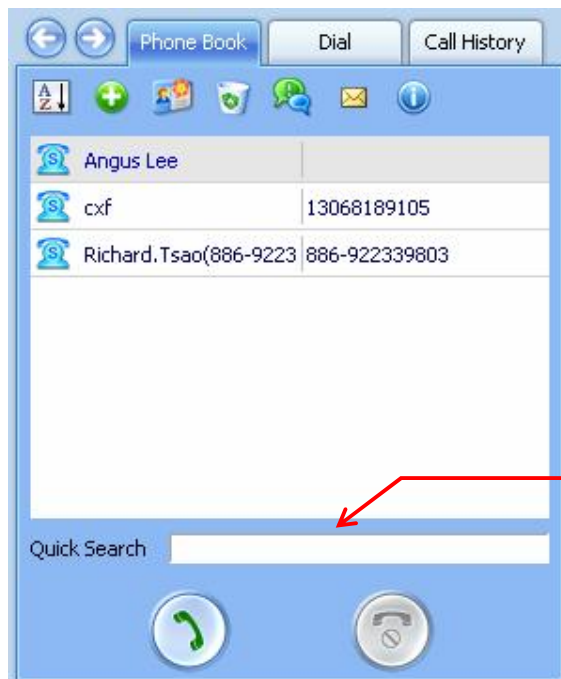 Phone Book Dial Call History
A
Z
S Angus Lee
S cxf 13068189105
S Richard.Tsao(886-9223 886-922339803
Quick Search